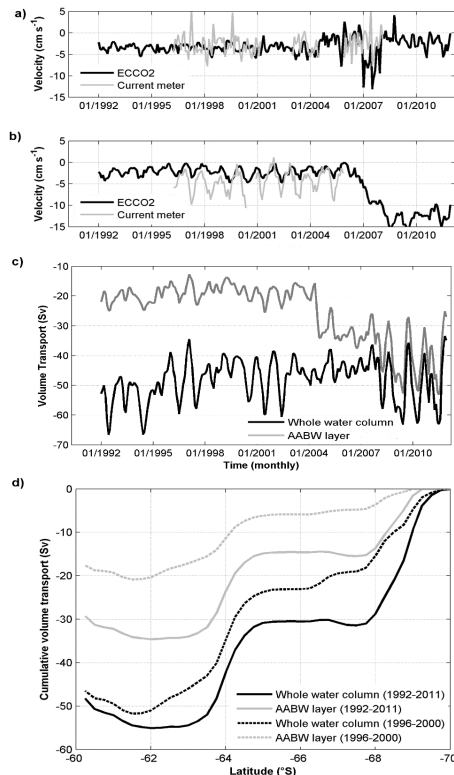 a)
5
0
-5
-10
-15
Velocity (cm s-1)
ECCO2
Current meter
01/1992 01/1995 01/1998 01/2001 01/2004 01/2007 01/2010
b)
5
0
-5
-10
-15
Velocity (cm s-1)
ECCO2
Current meter
01/1992 01/1995 01/1998 01/2001 01/2004 01/2007 01/2010
c)
-10
-20
-30
-40
-50
-60
-70
Volume Transport (Sv)
Whole water column
AABW layer
01/1992 01/1995 01/1998 01/2001 01/2004 01/2007 01/2010
Time (monthly)
d)
0
-10
-20
-30
-40
-50
-60
Cumulative volume transport (Sv)
Whole water column (1992-2011)
AABW layer (1992-2011)
Whole water column (1996-2000)
AABW layer (1996-2000)
-60 -62 -64 -66 -68 -70
Latitude (°S)